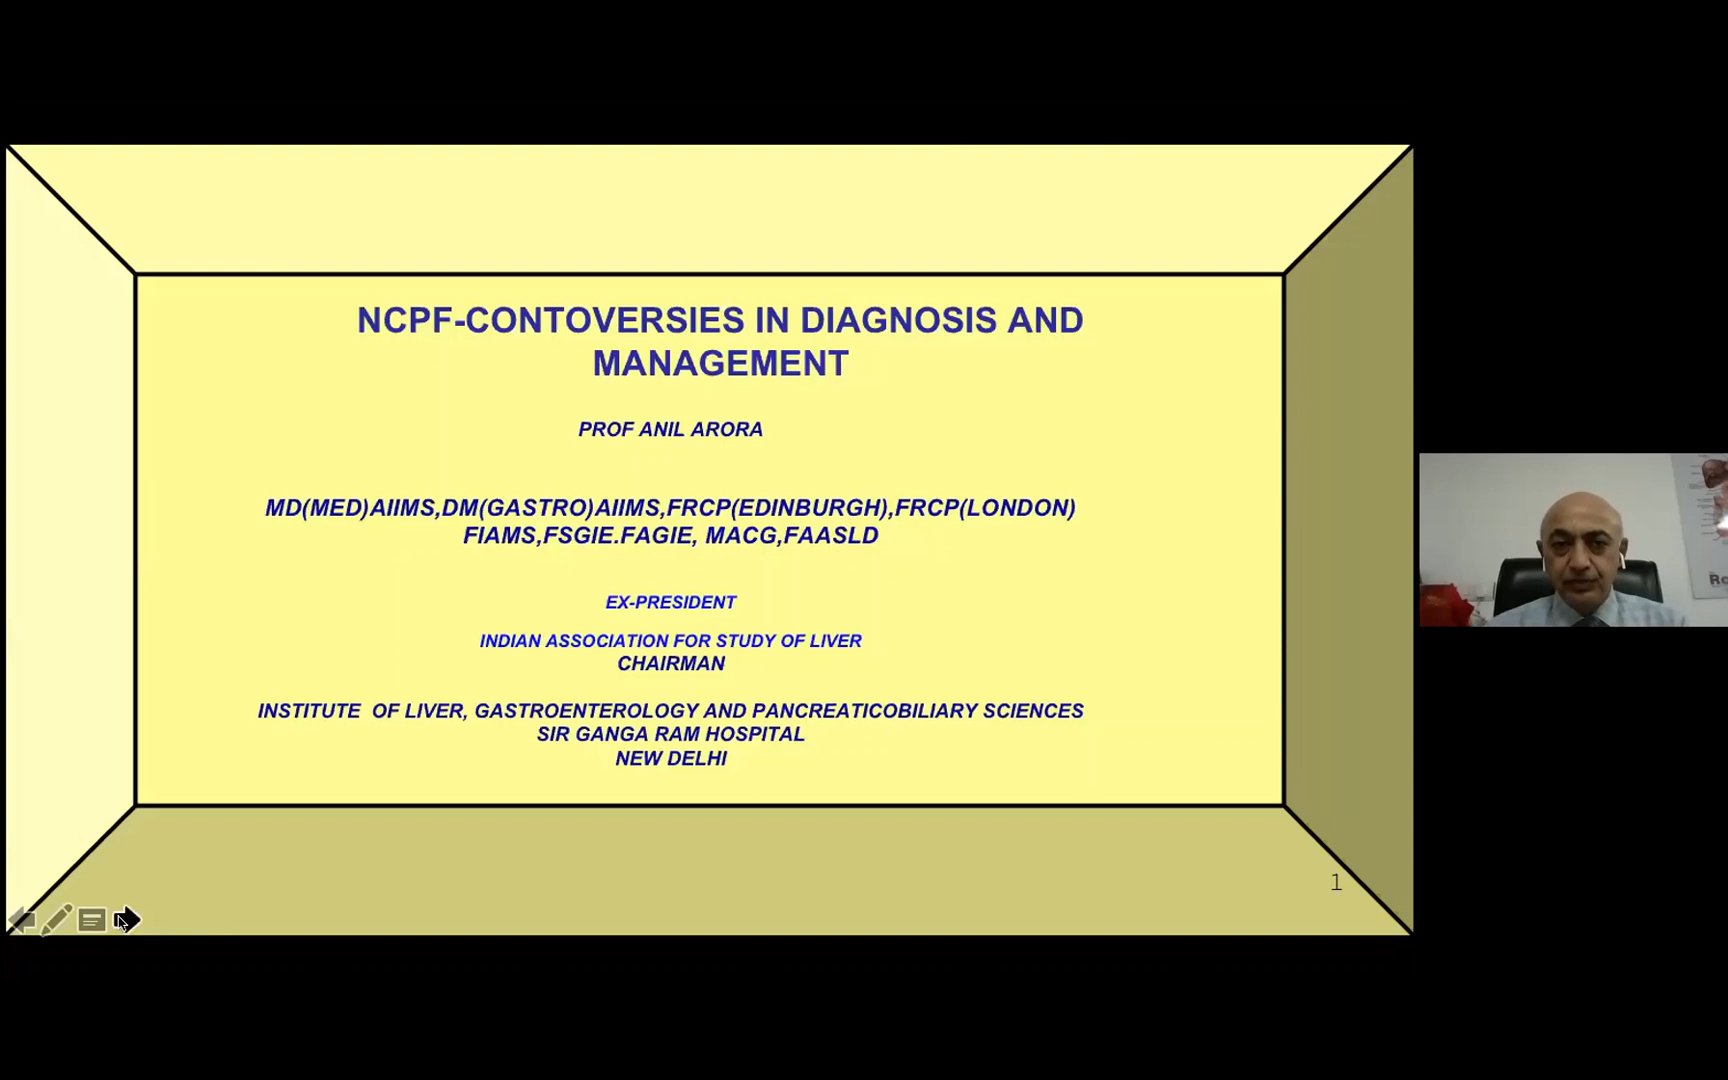 NCPF-CONTOVERSIES IN DIAGNOSIS AND
MANAGEMENT
PROF ANIL ARORA
MD(MED)AIIMS,DM(GASTRO)AIIMS,FRCP(EDINBURGH),FRCP(LONDON)
FIAMS,FSGIE.FAGIE, MACG,FAASLD
EX-PRESIDENT
INDIAN ASSOCIATION FOR STUDY OF LIVER
CHAIRMAN
INSTITUTE OF LIVER, GASTROENTEROLOGY AND PANCREATICOBILIARY SCIENCES
SIR GANGA RAM HOSPITAL
NEW DELHI
1